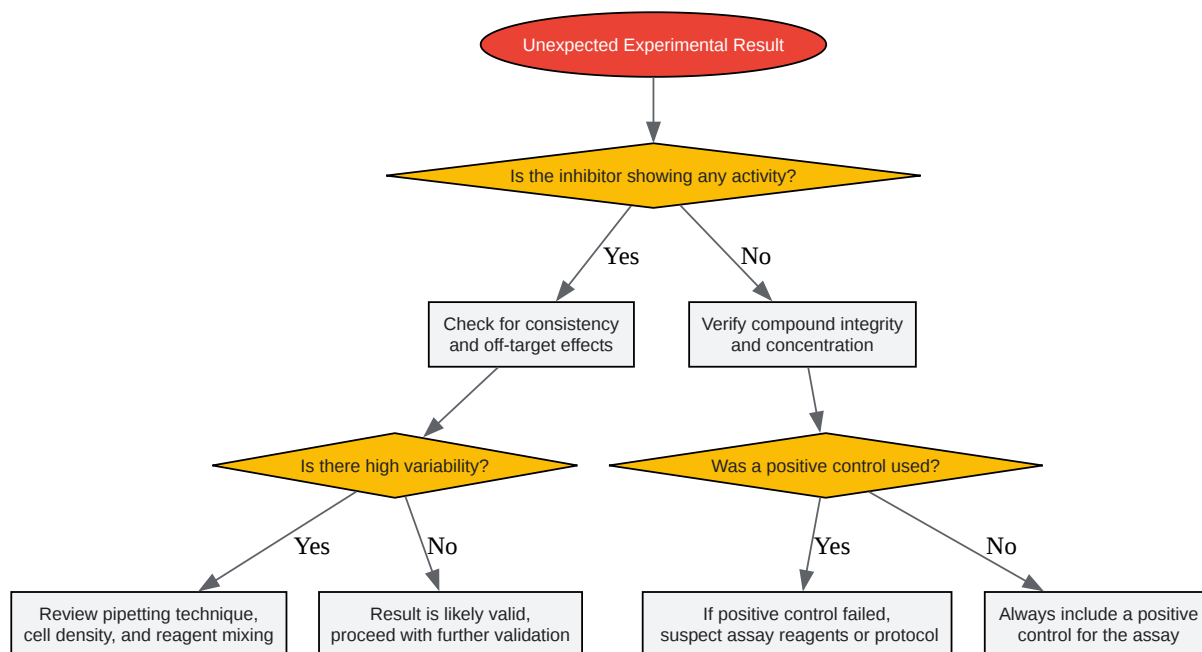 Unexpected Experimental Result
Is the inhibitor showing any activity?
Yes
No
Check for consistency
and off-target effects
Verify compound integrity
and concentration
Is there high variability?
Was a positive control used?
Yes
No
Yes
No
Review pipetting technique,
cell density, and reagent mixing
Result is likely valid,
proceed with further validation
If positive control failed,
suspect assay reagents or protocol
Always include a positive
control for the assay